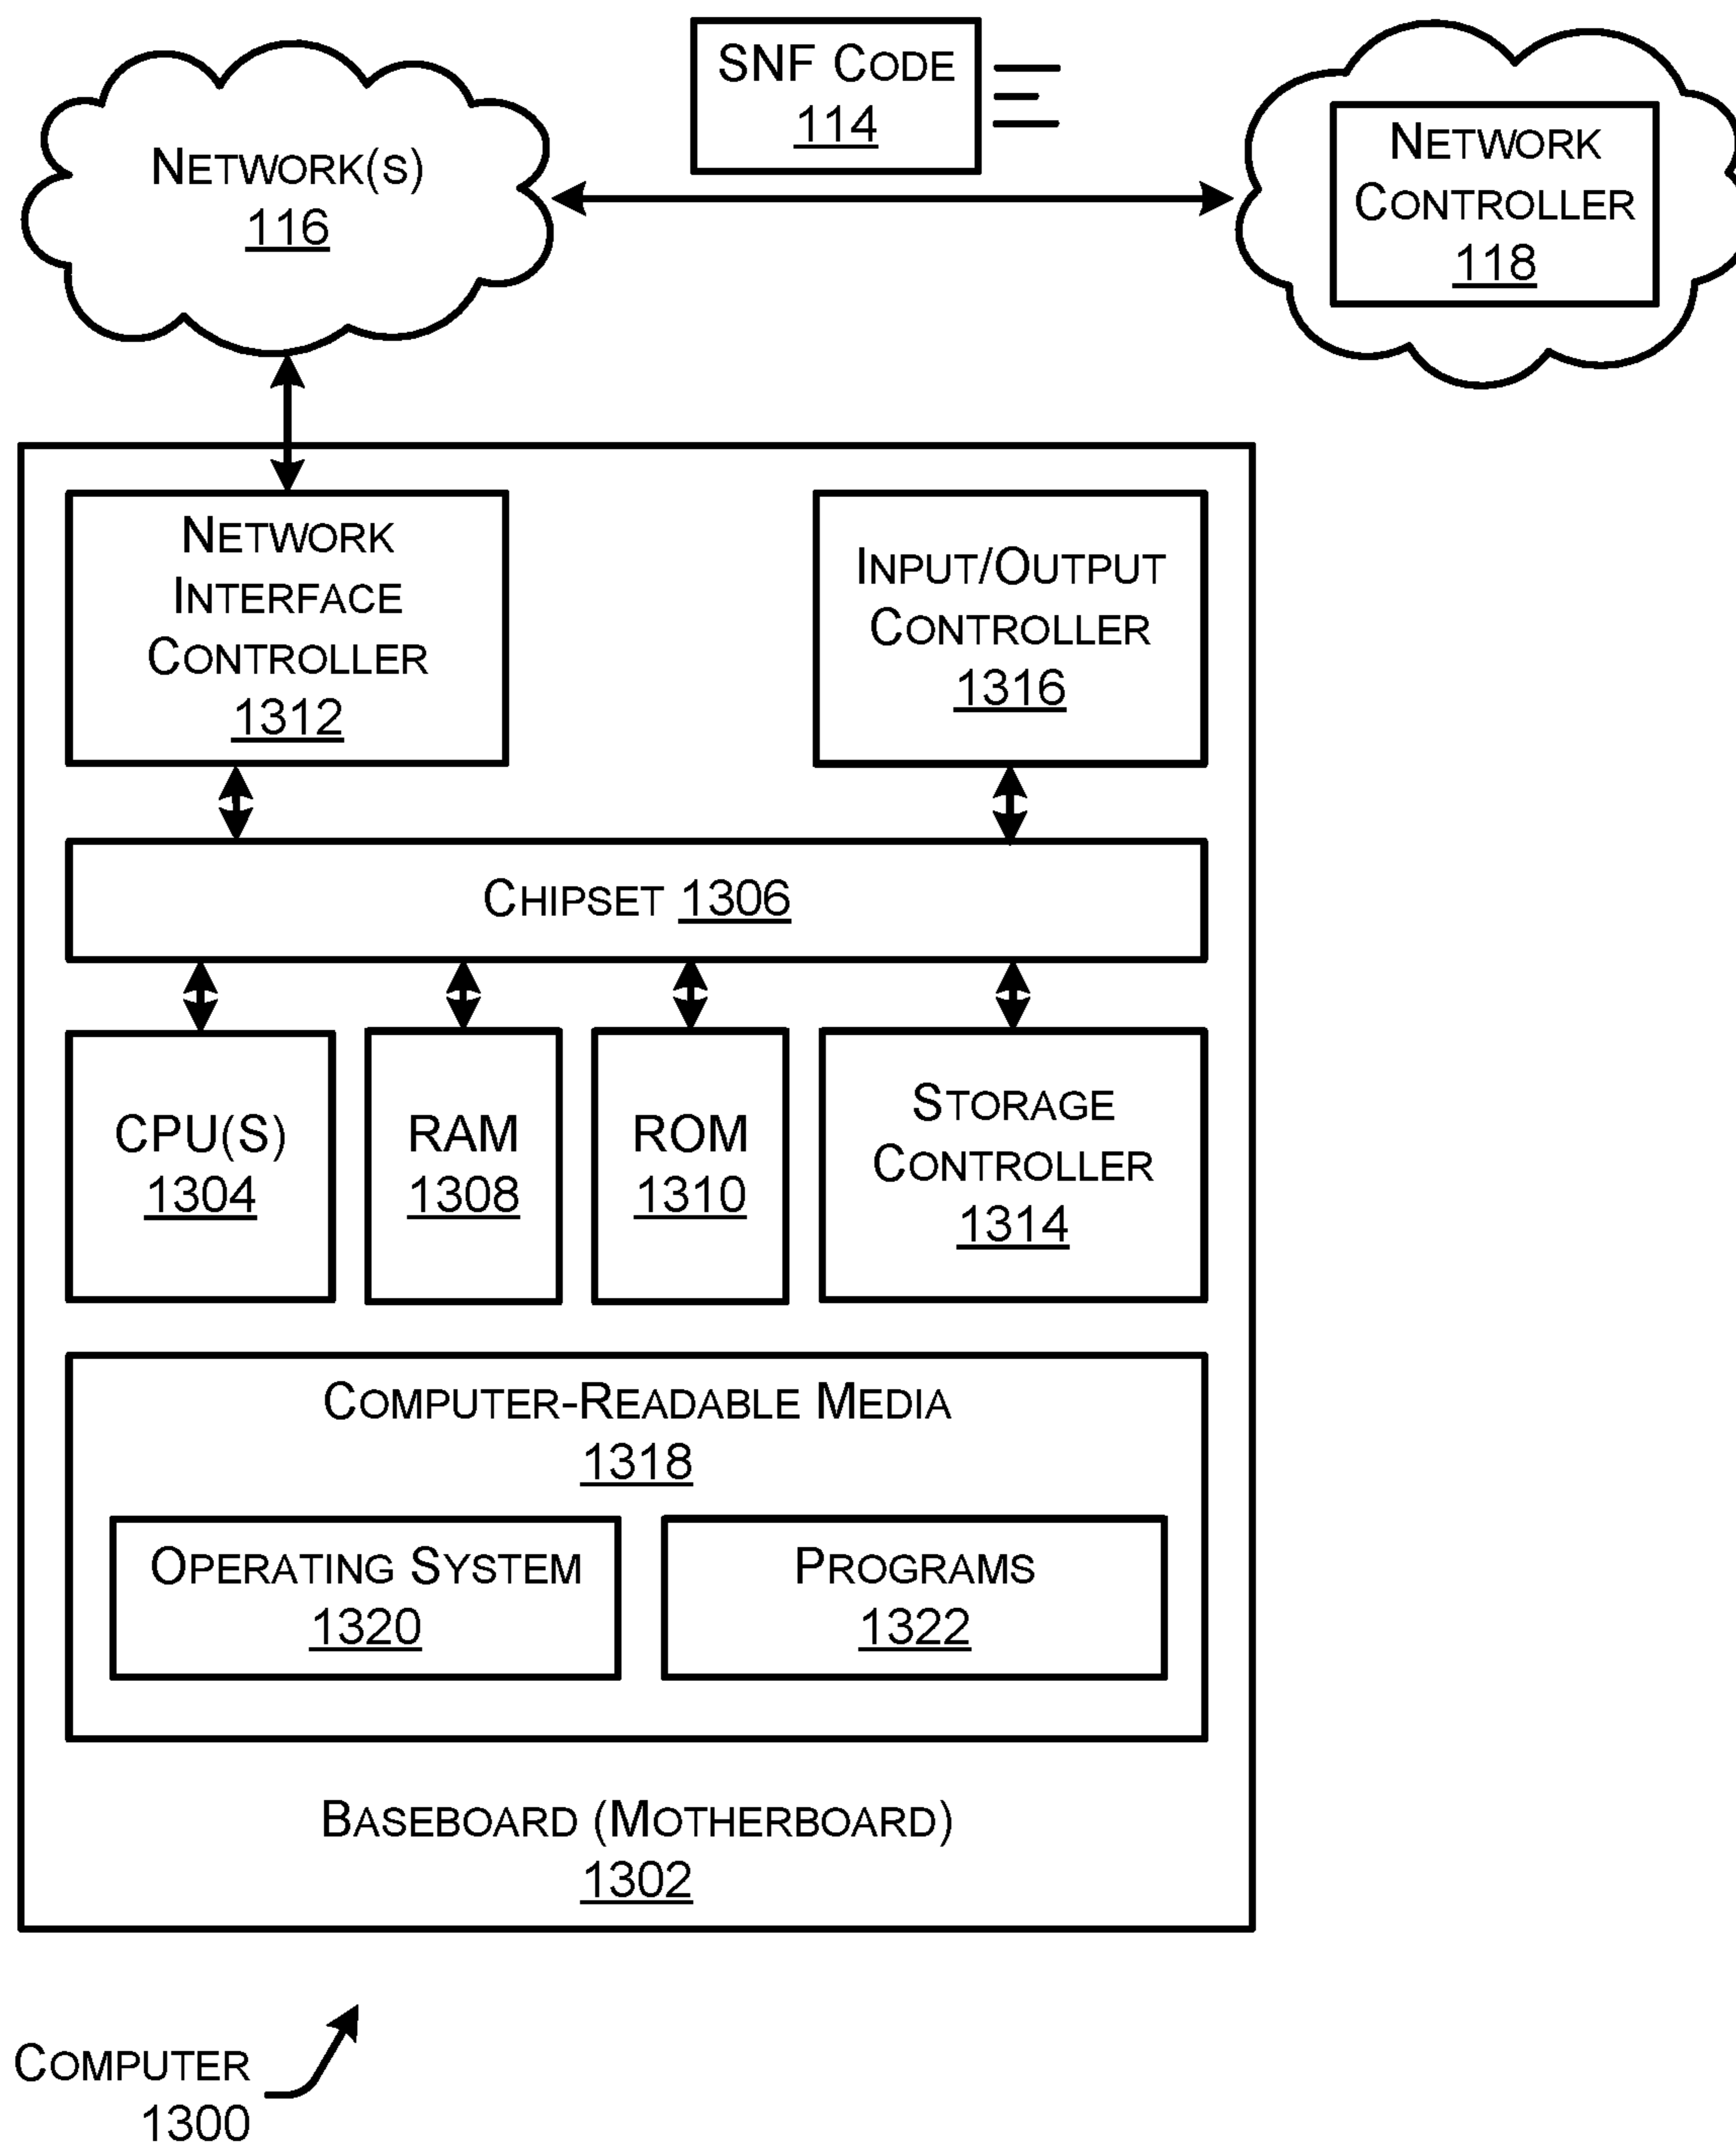 SNF CODE
114
NETWORK(S)
116
NETWORK
CONTROLLER
118
NETWORK
INTERFACE
CONTROLLER
1312
INPUT/OUTPUT
CONTROLLER
1316
CHIPSET 1306
CPU(S)
1304
RAM
1308
ROM
1310
STORAGE
CONTROLLER
1314
COMPUTER-READABLE MEDIA
1318
OPERATING SYSTEM
1320
PROGRAMS
1322
BASEBOARD (MOTHERBOARD)
1302
COMPUTER
1300